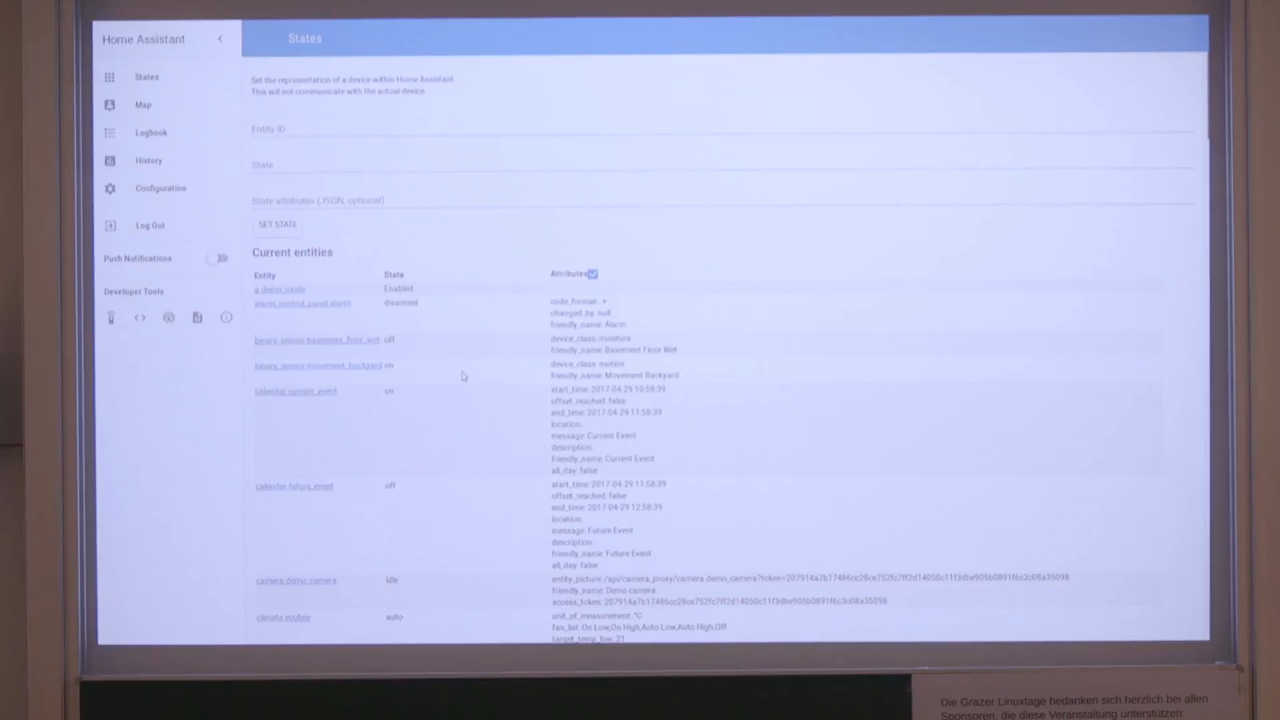 Home Assistant
States
States
Map
Logbook
History
Configuration
Log Out
Push Notifications
Developer Tools
Set the representation of a device within Home Assistant.
This will not communicate with the actual device.
Entity ID
State
State attributes (JSON, optional)
SET STATE
Current entities
Entity State Attributes
a.demo_mode Enabled
alarm_control_panel.alarm disarmed code_format: .+
changed_by: null
friendly_name: Alarm
binary_sensor.basement_floor_wet off device_class: moisture
friendly_name: Basement Floor Wet
binary_sensor.movement_backyard on device_class: motion
friendly_name: Movement Backyard
calendar.current_event on start_time: 2017-04-29 10:58:39
offset_reached: false
end_time: 2017-04-29 11:58:39
location:
message: Current Event
description:
friendly_name: Current Event
all_day: false
calendar.future_event off start_time: 2017-04-29 11:58:39
offset_reached: false
end_time: 2017-04-29 12:58:39
location:
message: Future Event
description:
friendly_name: Future Event
all_day: false
camera.demo_camera idle
friendly_name: Demo camera
climate.ecobee auto unit_of_measurement: °C
fan_list: On Low,On High,Auto Low,Auto High,Off
target_temp_low: 21
Die Grazer Linuxtage bedanken sich herzlich bei allen
Sponsoren, die diese Veranstaltung unterstützen: